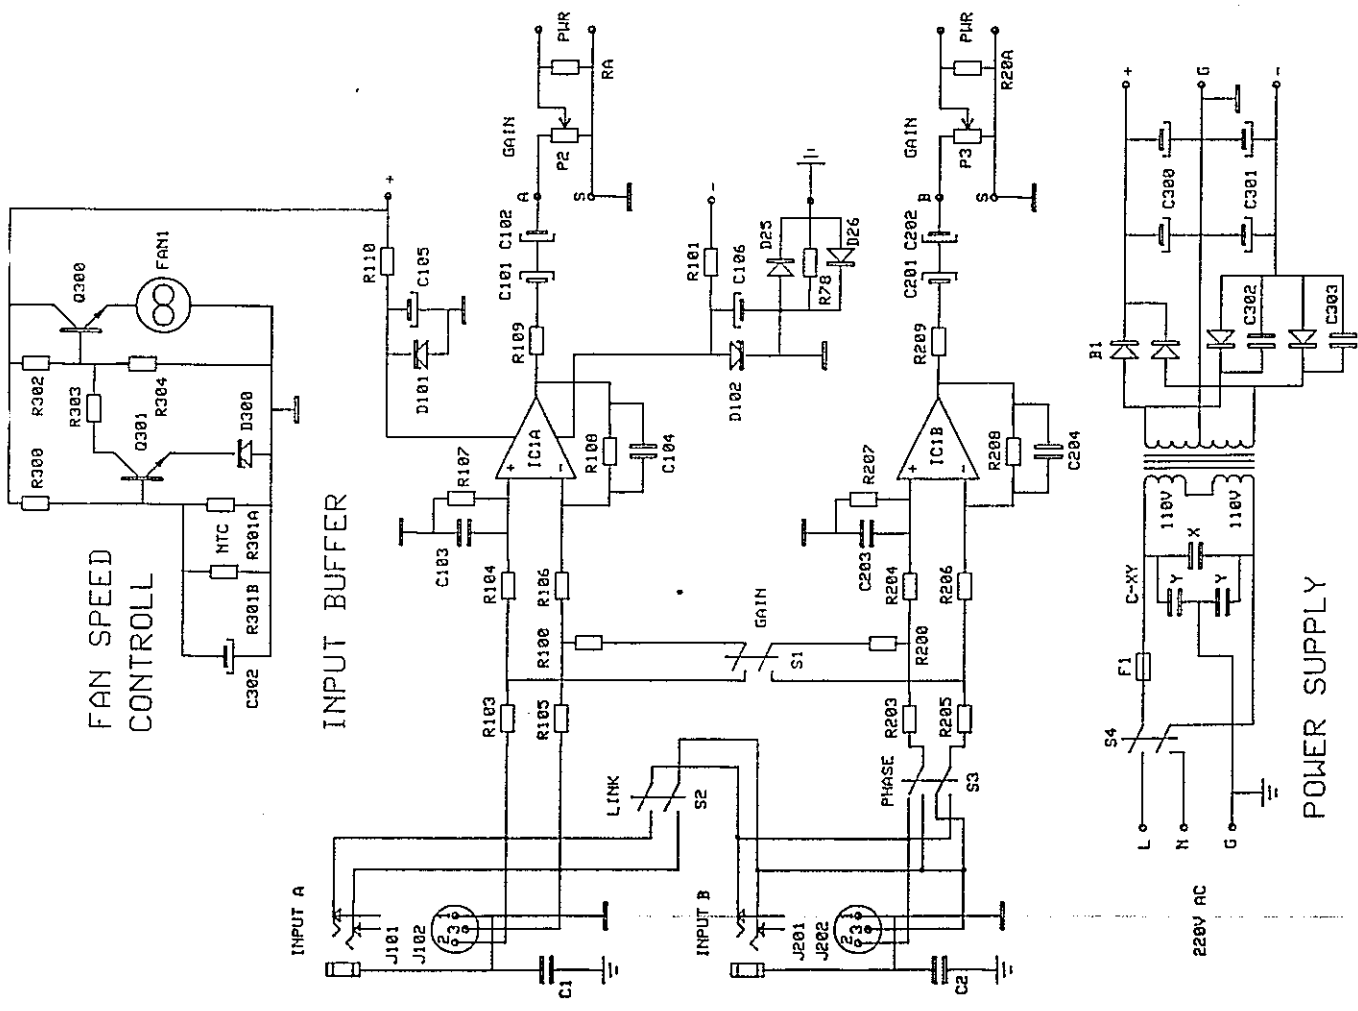 FAN SPEED
CONTROLL
C302
R301B
R301A
NTC
R300
R302
R303
R304
Q301
D300
Q300
FAN1
INPUT BUFFER
INPUT A
J101
J102
2
3
C1
R103
R105
LINK
S2
R104
R106
R100
C103
R107
+
-
IC1A
R108
C104
D101
C105
R110
+
R109
C101
C102
A
S
GAIN
P2
PWR
RA
GAIN
S1
D102
C106
R101
-
D25
R78
D26
INPUT B
J201
J202
2
3
C2
PHASE
S3
R203
R205
R200
R204
R206
C203
R207
+
-
IC1B
R208
C204
R209
C201
C202
B
S
GAIN
P3
PWR
R20A
POWER SUPPLY
220V AC
L
N
G
S4
F1
C-XY
X
Y
Y
110V
110V
B1
C302
C303
C300
C301
+
G
-